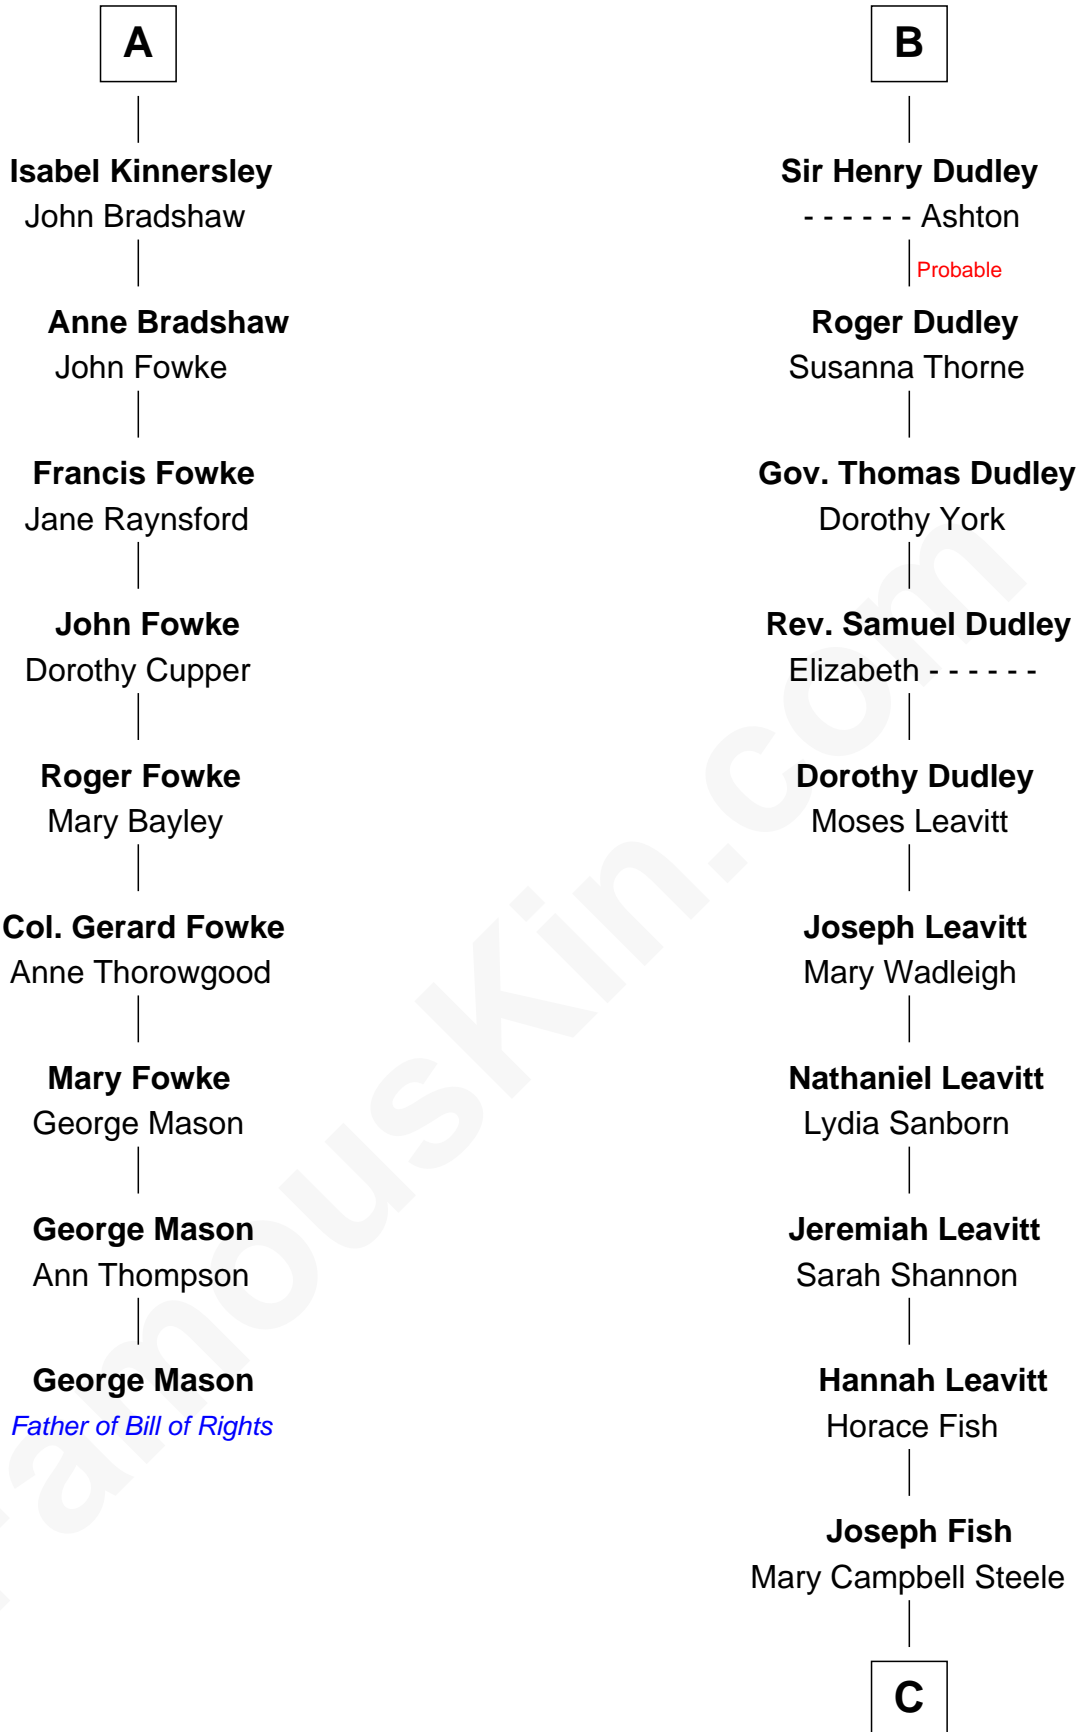 A
Isabel Kinnersley
John Bradshaw
Anne Bradshaw
John Fowke
Francis Fowke
Jane Raynsford
John Fowke
Dorothy Cupper
Roger Fowke
Mary Bayley
Col. Gerard Fowke
Anne Thorowgood
Mary Fowke
George Mason
George Mason
Ann Thompson
George Mason
Father of Bill of Rights
B
Sir Henry Dudley
- - - - - - Ashton
Probable
Roger Dudley
Susanna Thorne
Gov. Thomas Dudley
Dorothy York
Rev. Samuel Dudley
Elizabeth - - - - - -
Dorothy Dudley
Moses Leavitt
Joseph Leavitt
Mary Wadleigh
Nathaniel Leavitt
Lydia Sanborn
Jeremiah Leavitt
Sarah Shannon
Hannah Leavitt
Horace Fish
Joseph Fish
Mary Campbell Steele
C
FamousKin.com